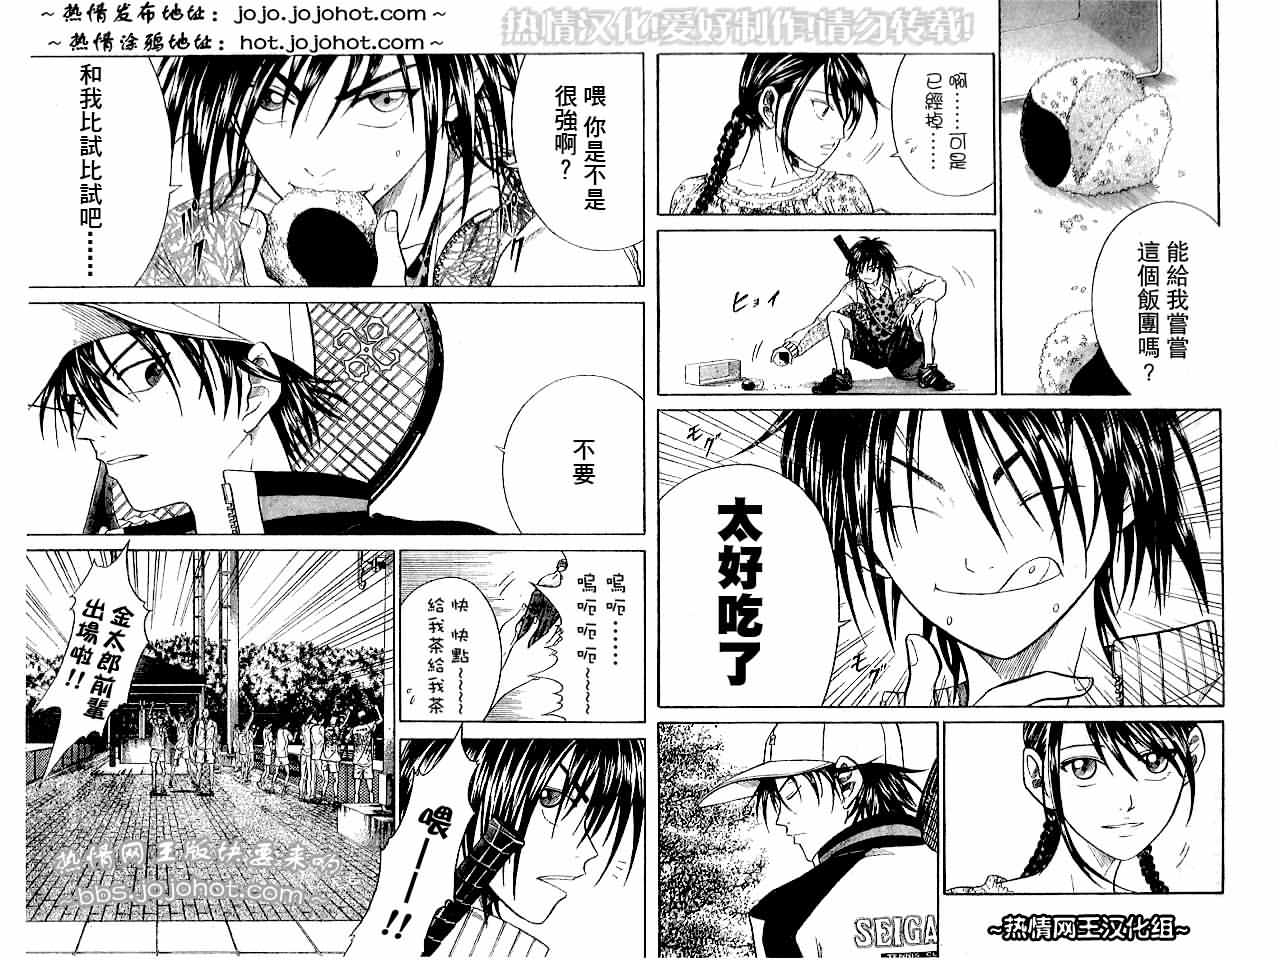 ～热情发布地址：jojo.jojohot.com～
～热情涂鸦地址：hot.jojohot.com～
热情汉化!爱好制作,请勿转载!
能給我嘗嘗
這個飯團嗎？
啊……可是
已經掉……
ヒョイ
モグ
太好吃了
モグ
SEIGA
TENNIS CL
～热情网王汉化组～
喂 你是不是
很強啊？
和我比試比試吧……
不要
嗚呃……
嗚呃呃呃～
快 快點～～～～
給我茶給我茶
喂——!!
金太郎前輩
出場啦!!
热情网王版块要来哟
～bbs.jojohot.com～